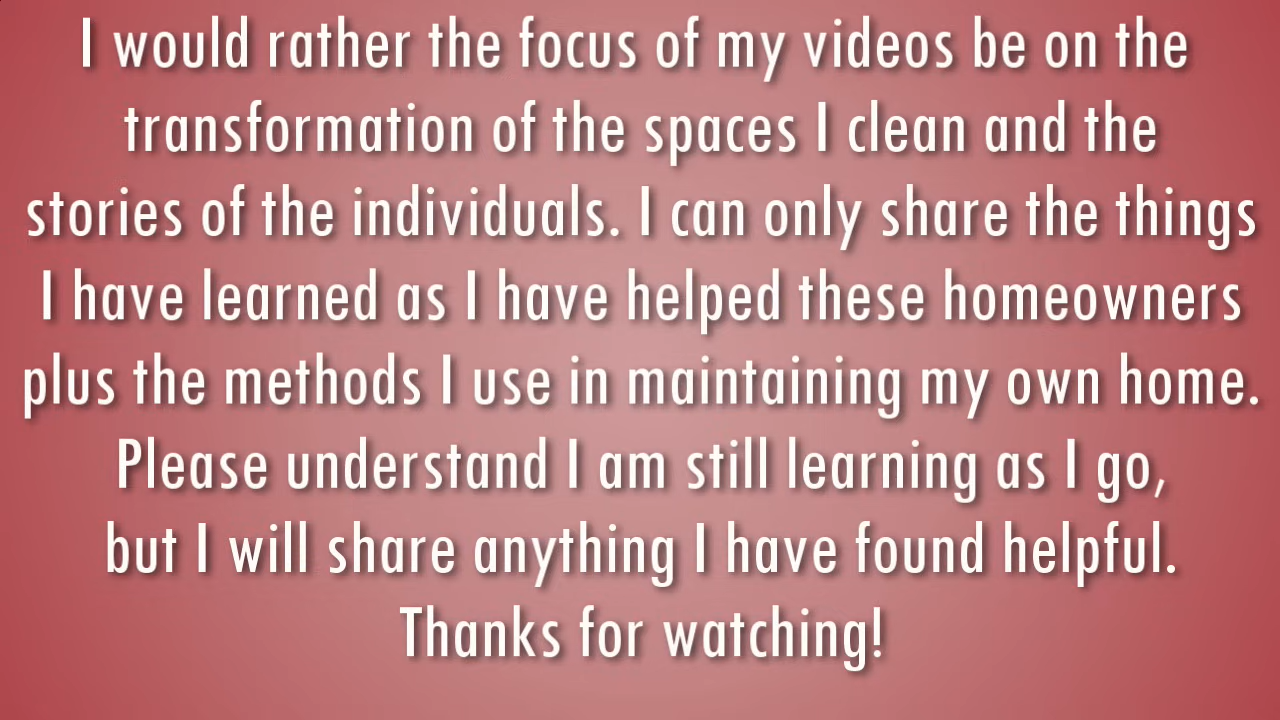 I would rather the focus of my videos be on the
transformation of the spaces I clean and the
stories of the individuals. I can only share the things
I have learned as I have helped these homeowners
plus the methods I use in maintaining my own home.
Please understand I am still learning as I go,
but I will share anything I have found helpful.
Thanks for watching!